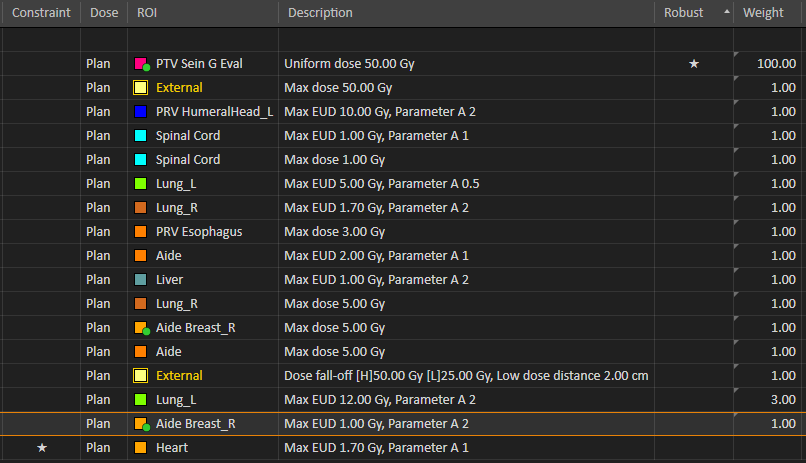 Constraint Dose ROI Description Robust Weight
Plan PTV Sein G Eval Uniform dose 50.00 Gy ★ 100.00
Plan External Max dose 50.00 Gy 1.00
Plan PRV HumeralHead_L Max EUD 10.00 Gy, Parameter A 2 1.00
Plan Spinal Cord Max EUD 1.00 Gy, Parameter A 1 1.00
Plan Spinal Cord Max dose 1.00 Gy 1.00
Plan Lung_L Max EUD 5.00 Gy, Parameter A 0.5 1.00
Plan Lung_R Max EUD 1.70 Gy, Parameter A 2 1.00
Plan PRV Esophagus Max dose 3.00 Gy 1.00
Plan Aide Max EUD 2.00 Gy, Parameter A 1 1.00
Plan Liver Max EUD 1.00 Gy, Parameter A 2 1.00
Plan Lung_R Max dose 5.00 Gy 1.00
Plan Aide Breast_R Max dose 5.00 Gy 1.00
Plan Aide Max dose 5.00 Gy 1.00
Plan External Dose fall-off [H]50.00 Gy [L]25.00 Gy, Low dose distance 2.00 cm 1.00
Plan Lung_L Max EUD 12.00 Gy, Parameter A 2 3.00
Plan Aide Breast_R Max EUD 1.00 Gy, Parameter A 2 1.00
★ Plan Heart Max EUD 1.70 Gy, Parameter A 1